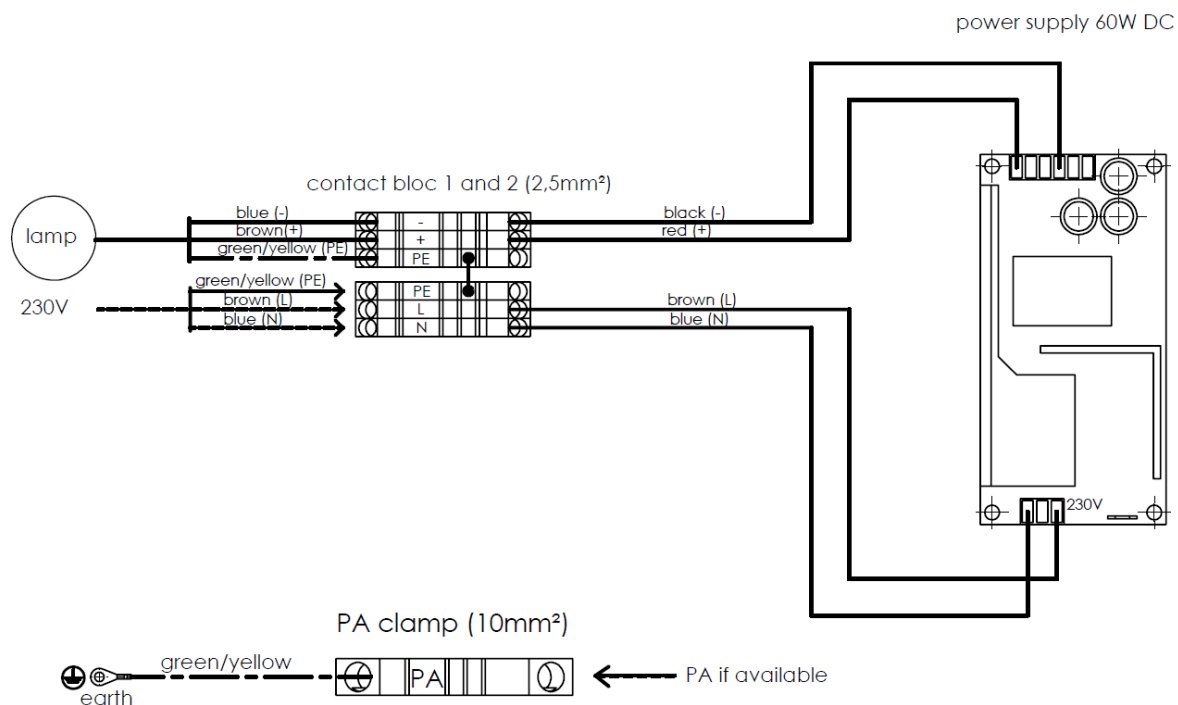 power supply 60W DC
contact bloc 1 and 2 (2,5mm²)
blue (-)
-
black (-)
lamp
brown(+)
+
red (+)
green/yellow (PE)
PE
green/yellow (PE)
PE
230V
brown (L)
L
brown (L)
blue (N)
N
blue (N)
230V
PA clamp (10mm²)
green/yellow
PA
PA if available
earth